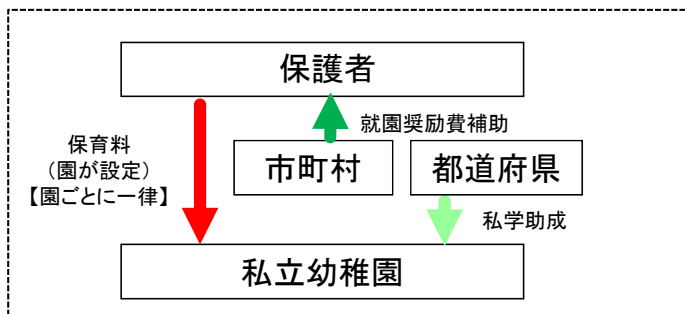 保護者
就園奨励費補助
保育料
（園が設定）
【園ごとに一律】
市町村
都道府県
私学助成
私立幼稚園